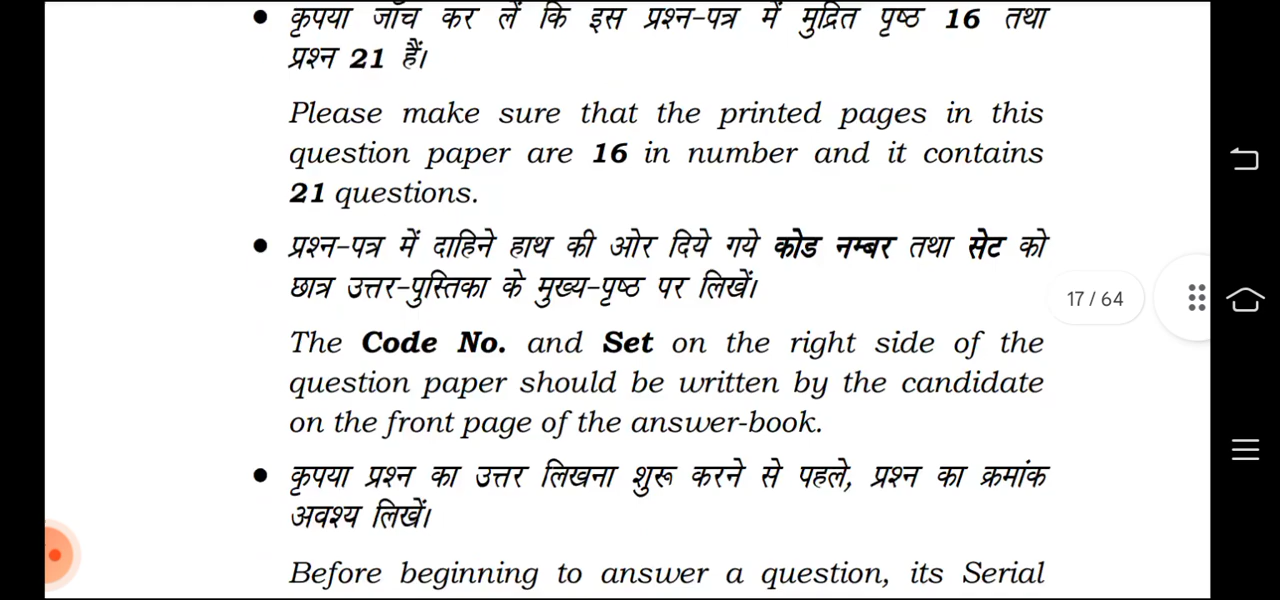 कृपया जाँच कर लें कि इस प्रश्न-पत्र में मुद्रित पृष्ठ 16 तथा
प्रश्न 21 हैं।
Please make sure that the printed pages in this
question paper are 16 in number and it contains
21 questions.
प्रश्न-पत्र में दाहिने हाथ की ओर दिये गये कोड नम्बर तथा सेट को
छात्र उत्तर-पुस्तिका के मुख्य-पृष्ठ पर लिखें।
17 / 64
The Code No. and Set on the right side of the
question paper should be written by the candidate
on the front page of the answer-book.
कृपया प्रश्न का उत्तर लिखना शुरू करने से पहले, प्रश्न का क्रमांक
अवश्य लिखें।
Before beginning to answer a question, its Serial